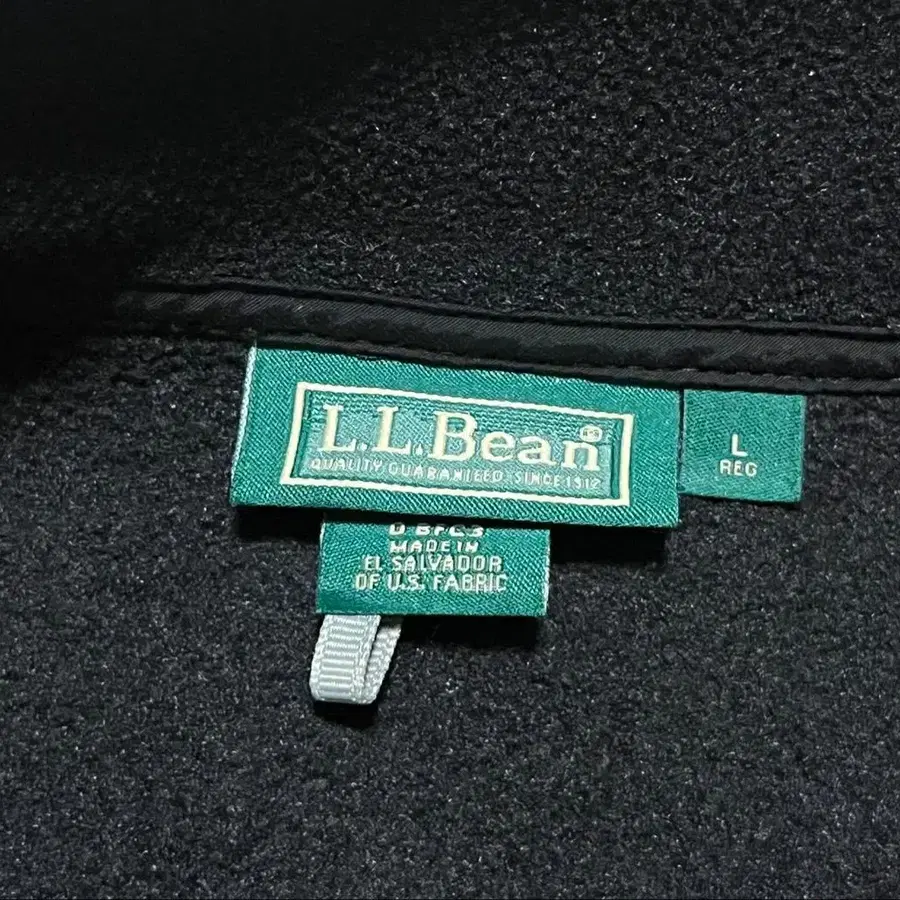 L.L.Bean®
QUALITY GUARANTEED SINCE 1912
L
REG
MADE IN
EL SALVADOR
OF U.S. FABRIC